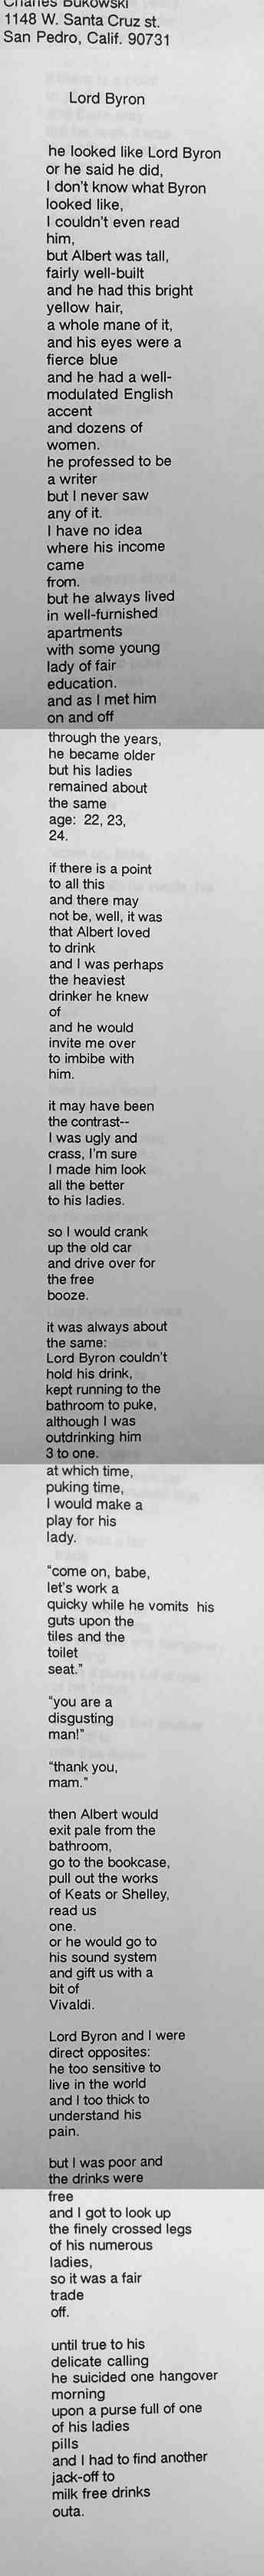 Charles Bukowski
1148 W. Santa Cruz st.
San Pedro, Calif. 90731
Lord Byron
he looked like Lord Byron
or he said he did,
I don't know what Byron
looked like,
I couldn't even read
him,
but Albert was tall,
fairly well-built
and he had this bright
yellow hair,
a whole mane of it,
and his eyes were a
fierce blue
and he had a well-
modulated English
accent
and dozens of
women.
he professed to be
a writer
but I never saw
any of it.
I have no idea
where his income
came
from.
but he always lived
in well-furnished
apartments
with some young
lady of fair
education.
and as I met him
on and off
through the years,
he became older
but his ladies
remained about
the same
age: 22, 23,
24.
if there is a point
to all this
and there may
not be, well, it was
that Albert loved
to drink
and I was perhaps
the heaviest
drinker he knew
of
and he would
invite me over
to imbibe with
him.
it may have been
the contrast--
I was ugly and
crass, I'm sure
I made him look
all the better
to his ladies.
so I would crank
up the old car
and drive over for
the free
booze.
it was always about
the same:
Lord Byron couldn't
hold his drink,
kept running to the
bathroom to puke,
although I was
outdrinking him
3 to one.
at which time,
puking time,
I would make a
play for his
lady.
"come on, babe,
let's work a
quicky while he vomits his
guts upon the
tiles and the
toilet
seat."
"you are a
disgusting
man!"
"thank you,
mam."
then Albert would
exit pale from the
bathroom,
go to the bookcase,
pull out the works
of Keats or Shelley,
read us
one.
or he would go to
his sound system
and gift us with a
bit of
Vivaldi.
Lord Byron and I were
direct opposites:
he too sensitive to
live in the world
and I too thick to
understand his
pain.
but I was poor and
the drinks were
free
and I got to look up
the finely crossed legs
of his numerous
ladies,
so it was a fair
trade
off.
until true to his
delicate calling
he suicided one hangover
morning
upon a purse full of one
of his ladies
pills
and I had to find another
jack-off to
milk free drinks
outa.